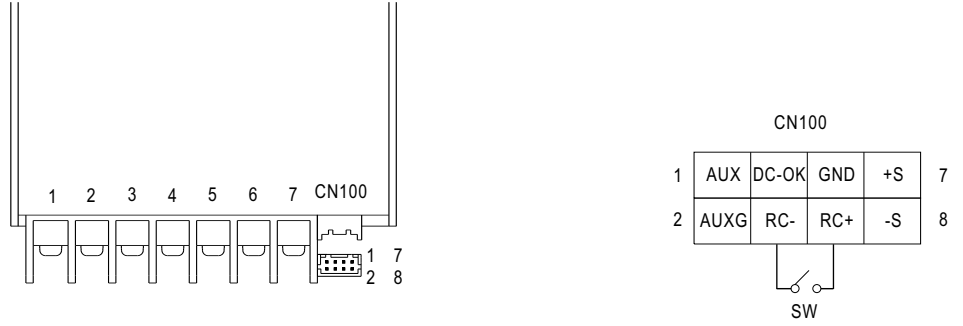 1 2 3 4 5 6 7 CN100
1 7
2 8
CN100
1 AUX DC-OK GND +S 7
2 AUXG RC- RC+ -S 8
SW